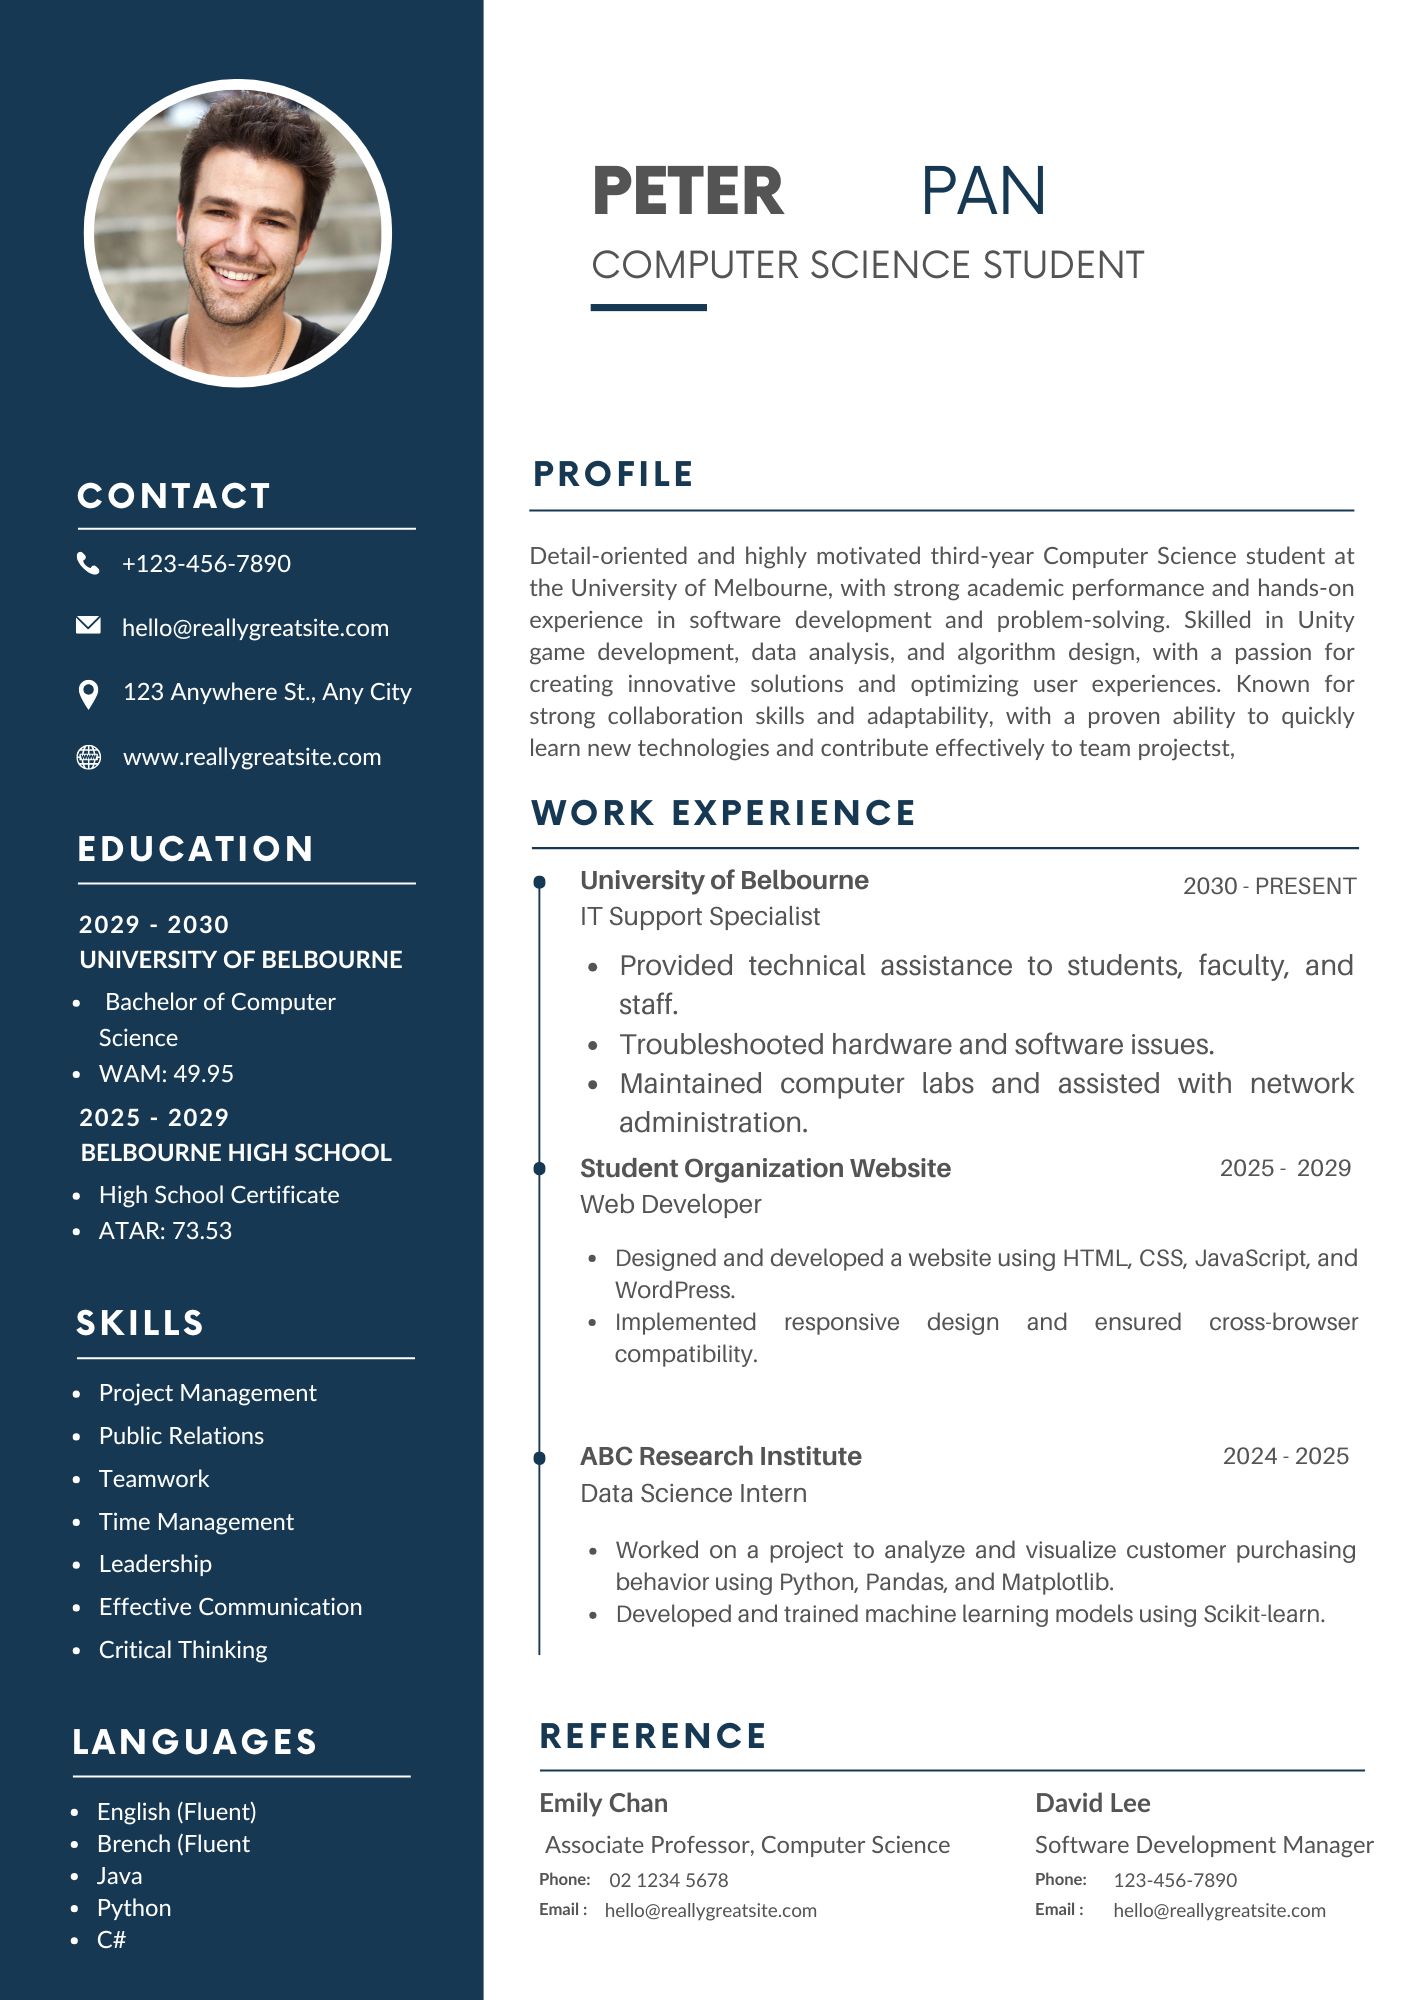 PETER PAN
COMPUTER SCIENCE STUDENT
CONTACT
+123-456-7890
hello@reallygreatsite.com
123 Anywhere St., Any City
www.reallygreatsite.com
EDUCATION
2029 - 2030
UNIVERSITY OF BELBOURNE
• Bachelor of Computer
Science
• WAM: 49.95
2025 - 2029
BELBOURNE HIGH SCHOOL
• High School Certificate
• ATAR: 73.53
SKILLS
• Project Management
• Public Relations
• Teamwork
• Time Management
• Leadership
• Effective Communication
• Critical Thinking
LANGUAGES
• English (Fluent)
• Brench (Fluent
• Java
• Python
• C#
PROFILE
Detail-oriented and highly motivated third-year Computer Science student at
the University of Melbourne, with strong academic performance and hands-on
experience in software development and problem-solving. Skilled in Unity
game development, data analysis, and algorithm design, with a passion for
creating innovative solutions and optimizing user experiences. Known for
strong collaboration skills and adaptability, with a proven ability to quickly
learn new technologies and contribute effectively to team projectst,
WORK EXPERIENCE
University of Belbourne 2030 - PRESENT
IT Support Specialist
• Provided technical assistance to students, faculty, and
staff.
• Troubleshooted hardware and software issues.
• Maintained computer labs and assisted with network
administration.
Student Organization Website 2025 - 2029
Web Developer
• Designed and developed a website using HTML, CSS, JavaScript, and
WordPress.
• Implemented responsive design and ensured cross-browser
compatibility.
ABC Research Institute 2024 - 2025
Data Science Intern
• Worked on a project to analyze and visualize customer purchasing
behavior using Python, Pandas, and Matplotlib.
• Developed and trained machine learning models using Scikit-learn.
REFERENCE
Emily Chan
Associate Professor, Computer Science
Phone: 02 1234 5678
Email : hello@reallygreatsite.com
David Lee
Software Development Manager
Phone: 123-456-7890
Email : hello@reallygreatsite.com